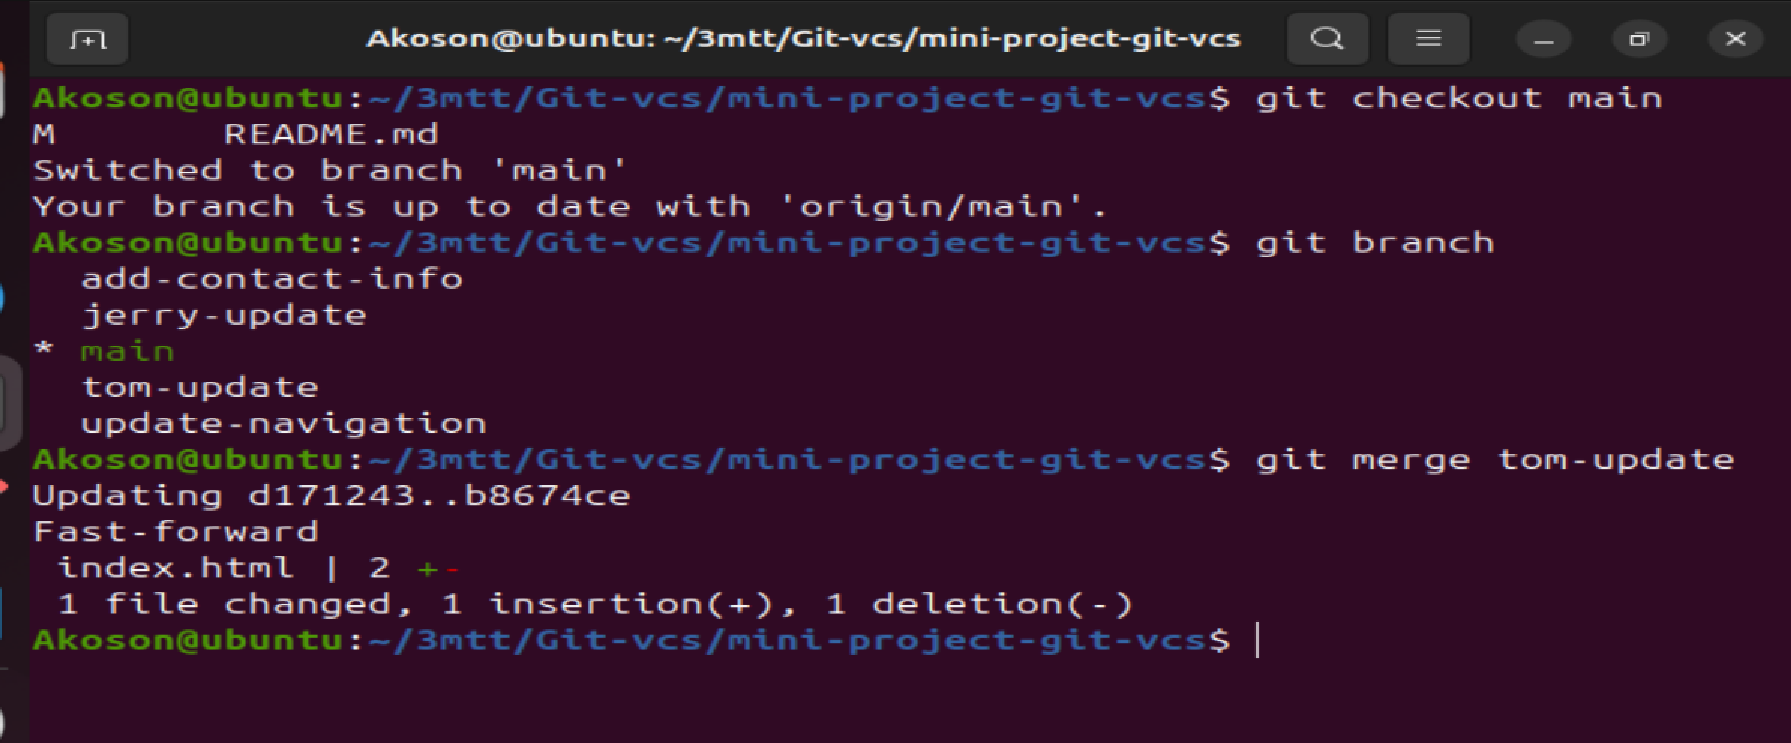 Akoson@ubuntu: ~/3mtt/Git-vcs/mini-project-git-vcs
Akoson@ubuntu:~/3mtt/Git-vcs/mini-project-git-vcs$ git checkout main
M       README.md
Switched to branch 'main'
Your branch is up to date with 'origin/main'.
Akoson@ubuntu:~/3mtt/Git-vcs/mini-project-git-vcs$ git branch
  add-contact-info
  jerry-update
* main
  tom-update
  update-navigation
Akoson@ubuntu:~/3mtt/Git-vcs/mini-project-git-vcs$ git merge tom-update
Updating d171243..b8674ce
Fast-forward
 index.html | 2 +-
 1 file changed, 1 insertion(+), 1 deletion(-)
Akoson@ubuntu:~/3mtt/Git-vcs/mini-project-git-vcs$